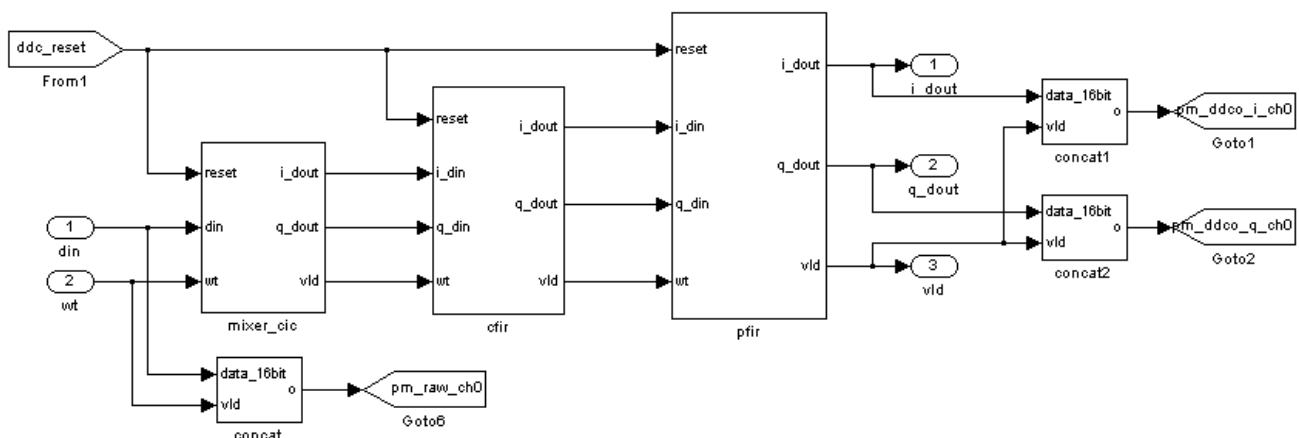 ddc_reset
From1
reset
i_dout
i_din
q_dout
q_din
vld
wt
pfir
reset
i_dout
i_din
q_dout
q_din
vld
wt
cfir
reset
i_dout
din
q_dout
wt
vld
mixer_cic
1
din
2
wt
data_16bit
o
vld
concat
pm_raw_ch0
Goto6
1
i_dout
2
q_dout
3
vld
data_16bit
o
vld
concat1
pm_ddco_i_ch0
Goto1
data_16bit
o
vld
concat2
pm_ddco_q_ch0
Goto2